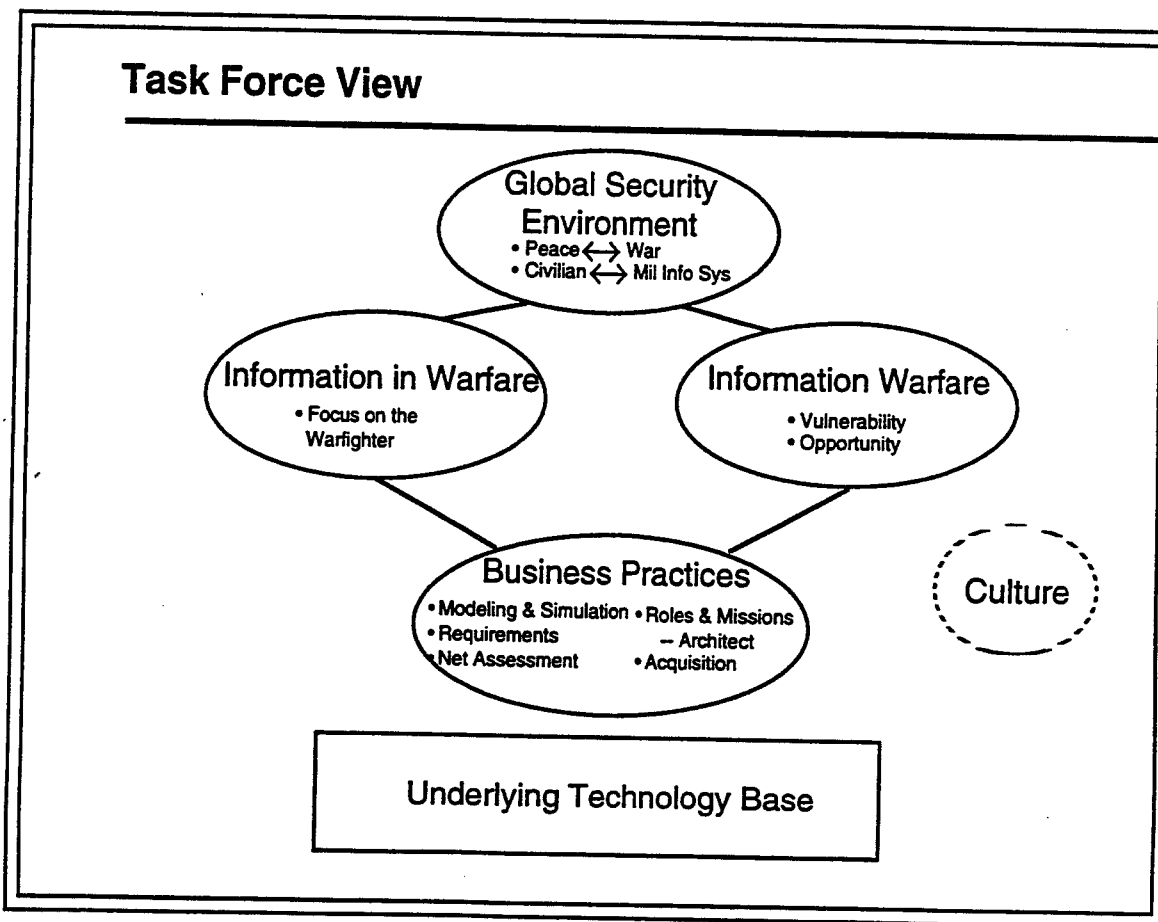 Task Force View
Global Security
Environment
• Peace ↔ War
• Civilian ↔ Mil Info Sys
Information in Warfare
• Focus on the
Warfighter
Information Warfare
• Vulnerability
• Opportunity
Business Practices
• Modeling & Simulation
• Requirements
• Net Assessment
• Roles & Missions
– Architect
• Acquisition
Culture
Underlying Technology Base